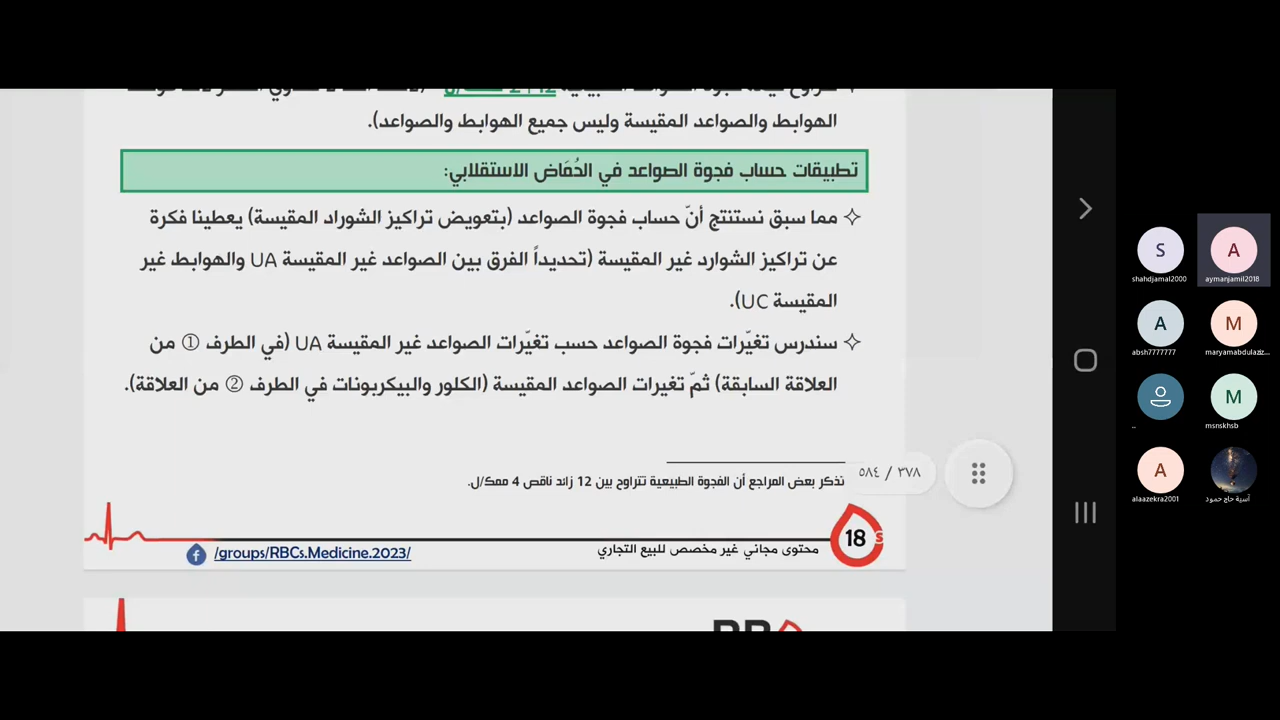 الهوابط والصواعد المقيسة وليس جميع الهوابط والصواعد).
تطبيقات حساب فجوة الصواعد في الحُمَاض الاستقلابي:
✧ مما سبق نستنتج أنّ حساب فجوة الصواعد (بتعويض تراكيز الشوراد المقيسة) يعطينا فكرة
عن تراكيز الشوارد غير المقيسة (تحديداً الفرق بين الصواعد غير المقيسة UA والهوابط غير
المقيسة UC).
✧ سندرس تغيّرات فجوة الصواعد حسب تغيّرات الصواعد غير المقيسة UA (في الطرف ① من
العلاقة السابقة) ثمّ تغيرات الصواعد المقيسة (الكلور والبيكربونات في الطرف ② من العلاقة).
٣٧٨ / ٥٨٤
تذكر بعض المراجع أن الفجوة الطبيعية تتراوح بين 12 زائد ناقص 4 ممك/ل.
18
محتوى مجاني غير مخصص للبيع التجاري
/groups/RBCs.Medicine.2023/
S
shahdjamal2000
A
aymanjamil2018
A
absh7777777
M
maryamabdulaziz...
..
M
msnskhsb
A
alaazekra2001
آسية حاج حمود